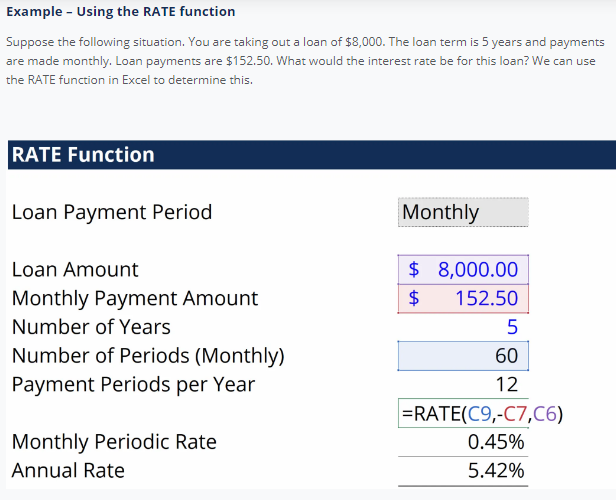 Example – Using the RATE function
Suppose the following situation. You are taking out a loan of $8,000. The loan term is 5 years and payments
are made monthly. Loan payments are $152.50. What would the interest rate be for this loan? We can use
the RATE function in Excel to determine this.
RATE Function
Loan Payment Period Monthly
Loan Amount $ 8,000.00
Monthly Payment Amount $ 152.50
Number of Years 5
Number of Periods (Monthly) 60
Payment Periods per Year 12
=RATE(C9,-C7,C6)
Monthly Periodic Rate 0.45%
Annual Rate 5.42%